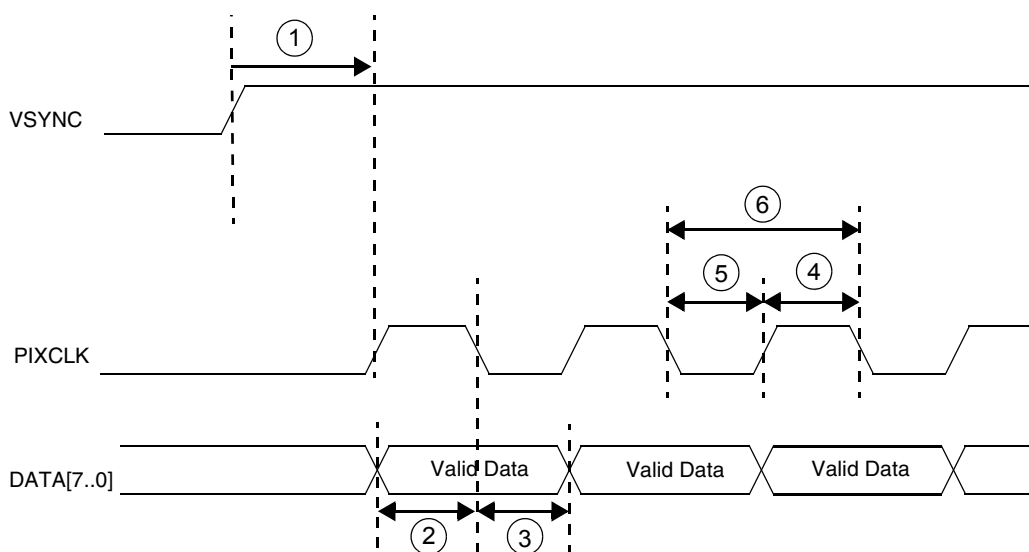 1
VSYNC
6
5 4
PIXCLK
DATA[7..0] Valid Data Valid Data Valid Data
2 3